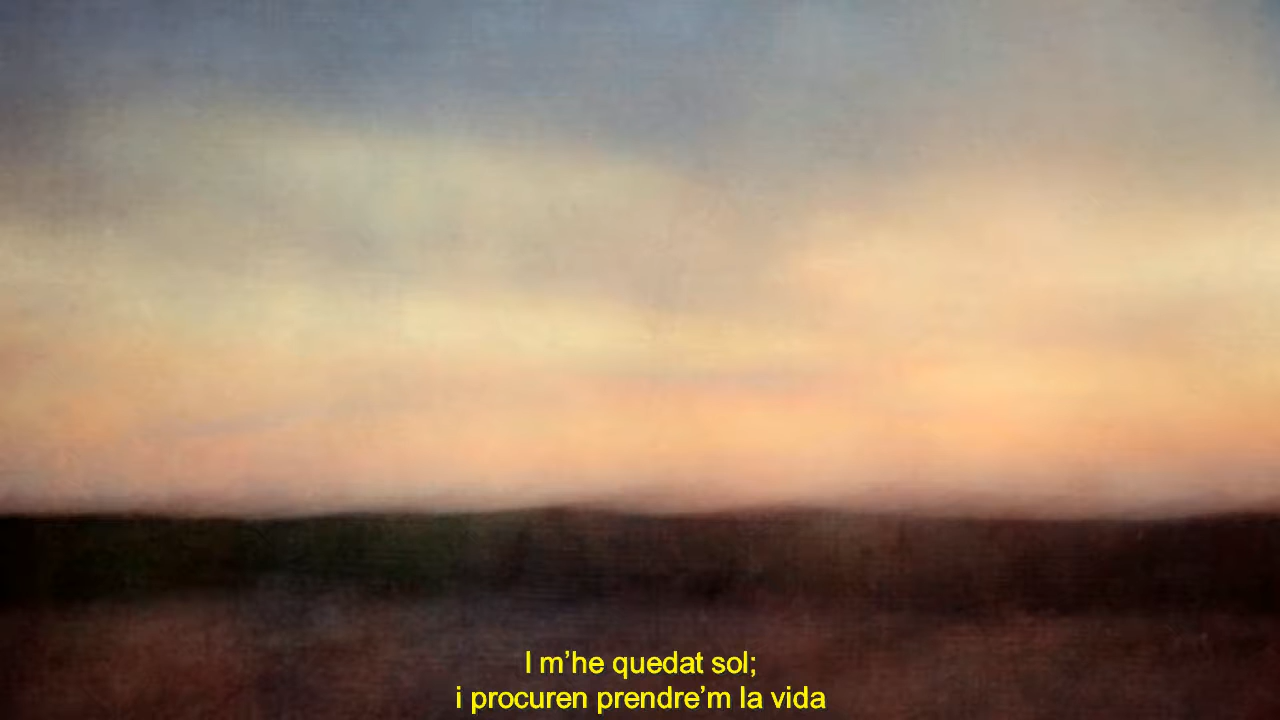 I m’he quedat sol;
i procuren prendre’m la vida